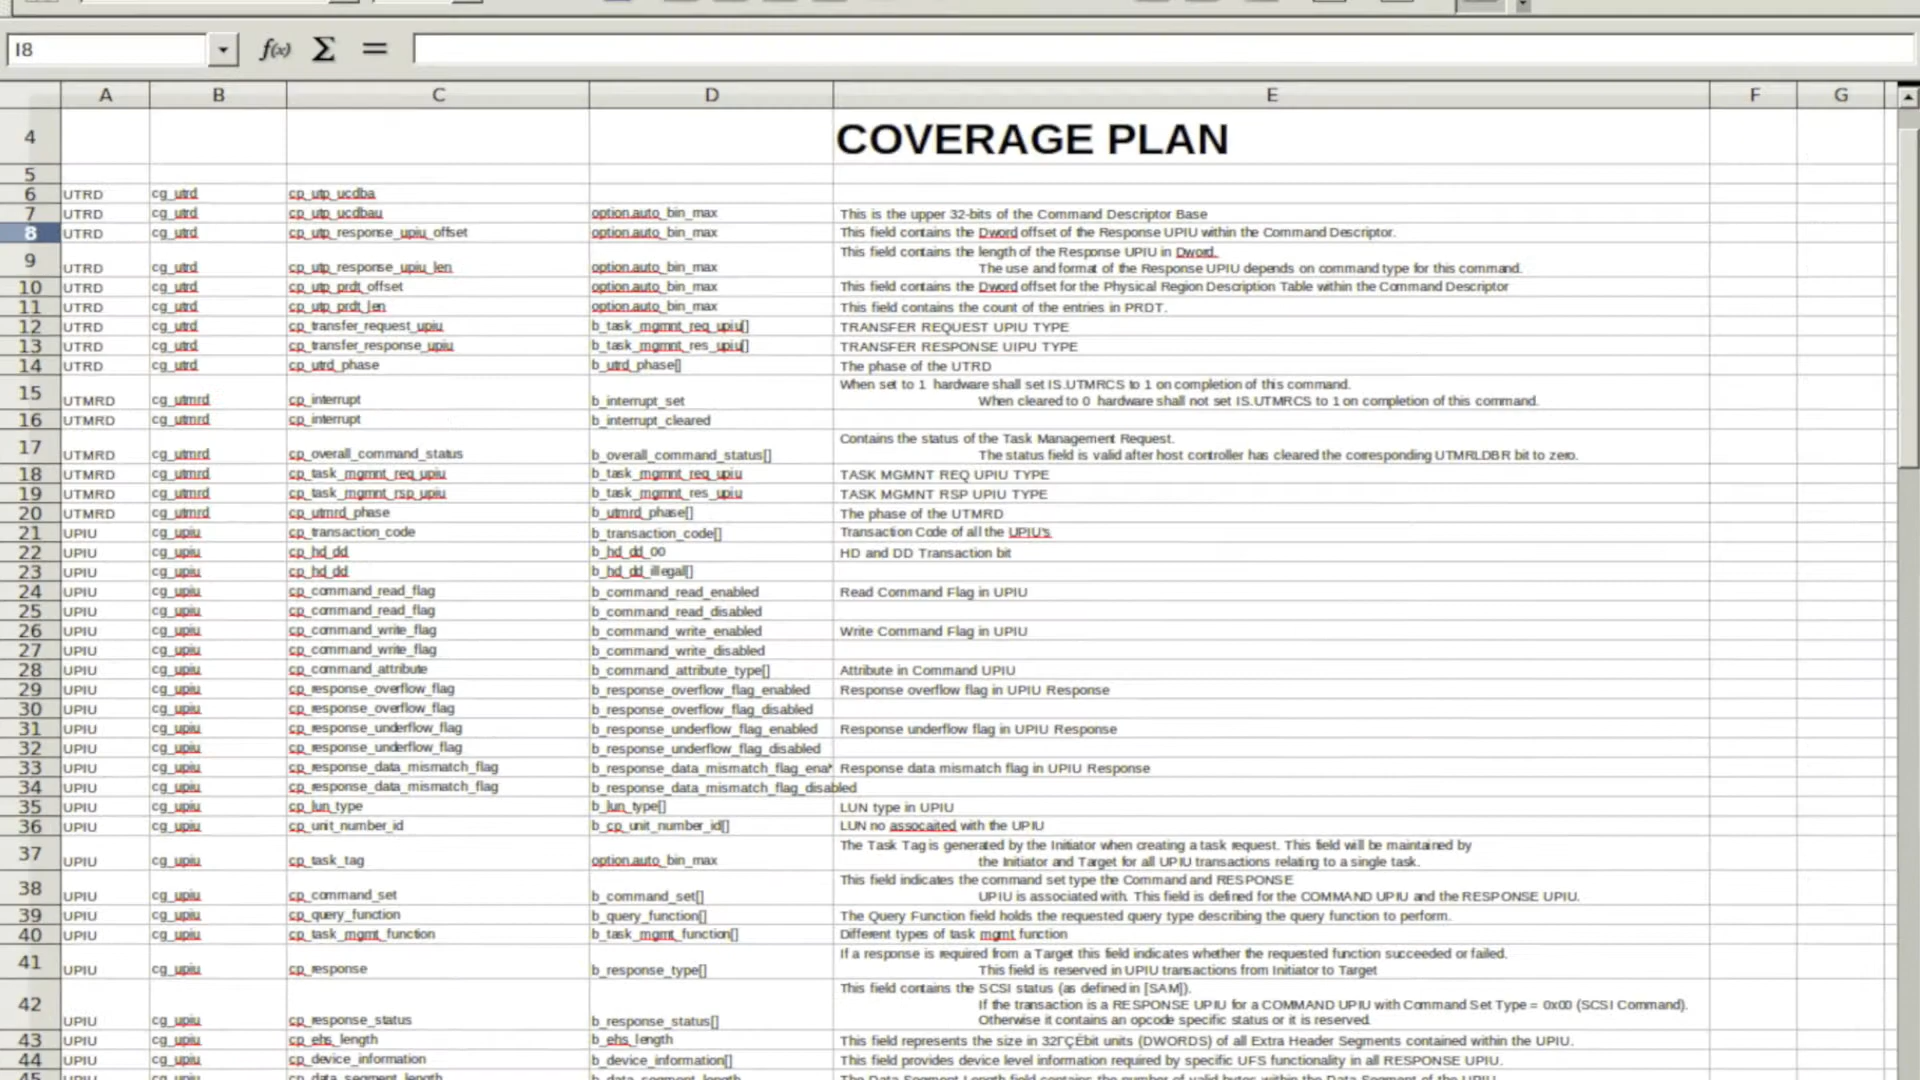 I8
f(x) Σ =
A B C D E F G
4 COVERAGE PLAN
5
6 UTRD cg_utrd cp_utp_ucdba
7 UTRD cg_utrd cp_utp_ucdbau option.auto_bin_max This is the upper 32-bits of the Command Descriptor Base
8 UTRD cg_utrd cp_utp_response_upiu_offset option.auto_bin_max This field contains the Dword offset of the Response UPIU within the Command Descriptor.
This field contains the length of the Response UPIU in Dword.
9 UTRD cg_utrd cp_utp_response_upiu_len option.auto_bin_max The use and format of the Response UPIU depends on command type for this command.
10 UTRD cg_utrd cp_utp_prdt_offset option.auto_bin_max This field contains the Dword offset for the Physical Region Description Table within the Command Descriptor
11 UTRD cg_utrd cp_utp_prdt_len option.auto_bin_max This field contains the count of the entries in PRDT.
12 UTRD cg_utrd cp_transfer_request_upiu b_task_mgmnt_req_upiu[] TRANSFER REQUEST UPIU TYPE
13 UTRD cg_utrd cp_transfer_response_upiu b_task_mgmnt_res_upiu[] TRANSFER RESPONSE UIPU TYPE
14 UTRD cg_utrd cp_utrd_phase b_utrd_phase[] The phase of the UTRD
When set to 1 hardware shall set IS.UTMRCS to 1 on completion of this command.
15 UTMRD cg_utmrd cp_interrupt b_interrupt_set When cleared to 0 hardware shall not set IS.UTMRCS to 1 on completion of this command.
16 UTMRD cg_utmrd cp_interrupt b_interrupt_cleared
Contains the status of the Task Management Request.
17 UTMRD cg_utmrd cp_overall_command_status b_overall_command_status[] The status field is valid after host controller has cleared the corresponding UTMRLDBR bit to zero.
18 UTMRD cg_utmrd cp_task_mgmnt_req_upiu b_task_mgmnt_req_upiu TASK MGMNT REQ UPIU TYPE
19 UTMRD cg_utmrd cp_task_mgmnt_rsp_upiu b_task_mgmnt_res_upiu TASK MGMNT RSP UPIU TYPE
20 UTMRD cg_utmrd cp_utmrd_phase b_utmrd_phase[] The phase of the UTMRD
21 UPIU cg_upiu cp_transaction_code b_transaction_code[] Transaction Code of all the UPIU's
22 UPIU cg_upiu cp_hd_dd b_hd_dd_00 HD and DD Transaction bit
23 UPIU cg_upiu cp_hd_dd b_hd_dd_illegal[]
24 UPIU cg_upiu cp_command_read_flag b_command_read_enabled Read Command Flag in UPIU
25 UPIU cg_upiu cp_command_read_flag b_command_read_disabled
26 UPIU cg_upiu cp_command_write_flag b_command_write_enabled Write Command Flag in UPIU
27 UPIU cg_upiu cp_command_write_flag b_command_write_disabled
28 UPIU cg_upiu cp_command_attribute b_command_attribute_type[] Attribute in Command UPIU
29 UPIU cg_upiu cp_response_overflow_flag b_response_overflow_flag_enabled Response overflow flag in UPIU Response
30 UPIU cg_upiu cp_response_overflow_flag b_response_overflow_flag_disabled
31 UPIU cg_upiu cp_response_underflow_flag b_response_underflow_flag_enabled Response underflow flag in UPIU Response
32 UPIU cg_upiu cp_response_underflow_flag b_response_underflow_flag_disabled
33 UPIU cg_upiu cp_response_data_mismatch_flag b_response_data_mismatch_flag_ena Response data mismatch flag in UPIU Response
34 UPIU cg_upiu cp_response_data_mismatch_flag b_response_data_mismatch_flag_disabled
35 UPIU cg_upiu cp_lun_type b_lun_type[] LUN type in UPIU
36 UPIU cg_upiu cp_unit_number_id b_cp_unit_number_id[] LUN no assocaited with the UPIU
The Task Tag is generated by the Initiator when creating a task request. This field will be maintained by
37 UPIU cg_upiu cp_task_tag option.auto_bin_max the Initiator and Target for all UPIU transactions relating to a single task.
This field indicates the command set type the Command and RESPONSE
38 UPIU cg_upiu cp_command_set b_command_set[] UPIU is associated with. This field is defined for the COMMAND UPIU and the RESPONSE UPIU.
39 UPIU cg_upiu cp_query_function b_query_function[] The Query Function field holds the requested query type describing the query function to perform.
40 UPIU cg_upiu cp_task_mgmt_function b_task_mgmt_function[] Different types of task mgmt function
If a response is required from a Target this field indicates whether the requested function succeeded or failed.
41 UPIU cg_upiu cp_response b_response_type[] This field is reserved in UPIU transactions from Initiator to Target
This field contains the SCSI status (as defined in [SAM]).
If the transaction is a RESPONSE UPIU for a COMMAND UPIU with Command Set Type = 0x00 (SCSI Command).
42 UPIU cg_upiu cp_response_status b_response_status[] Otherwise it contains an opcode specific status or it is reserved.
43 UPIU cg_upiu cp_ehs_length b_ehs_length This field represents the size in 32ΓÇÉbit units (DWORDS) of all Extra Header Segments contained within the UPIU.
44 UPIU cg_upiu cp_device_information b_device_information[] This field provides device level information required by specific UFS functionality in all RESPONSE UPIU.
45 UPIU cg_upiu cp_data_segment_length b_data_segment_length The Data Segment Length field contains the number of valid bytes within the Data Segment of the UPIU.